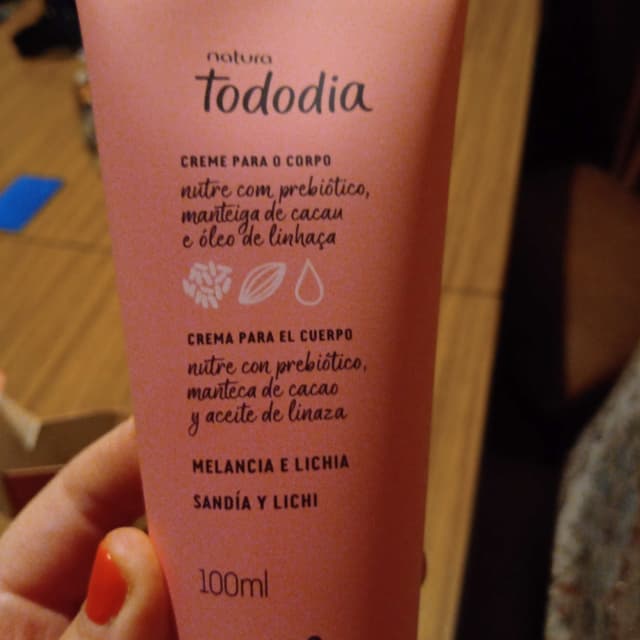 natura
tododia
CREME PARA O CORPO
nutre com prebiótico,
manteiga de cacau
e óleo de linhaça
CREMA PARA EL CUERPO
nutre con prebiótico,
manteca de cacao
y aceite de linaza
MELANCIA E LICHIA
SANDÍA Y LICHI
100ml